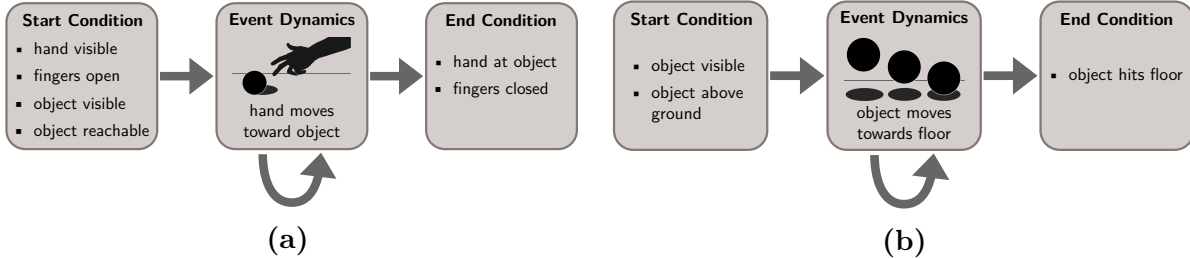 Start Condition
▪ hand visible
▪ fingers open
▪ object visible
▪ object reachable
Event Dynamics
hand moves
toward object
End Condition
▪ hand at object
▪ fingers closed
(a)
Start Condition
▪ object visible
▪ object above
ground
Event Dynamics
object moves
towards floor
End Condition
▪ object hits floor
(b)